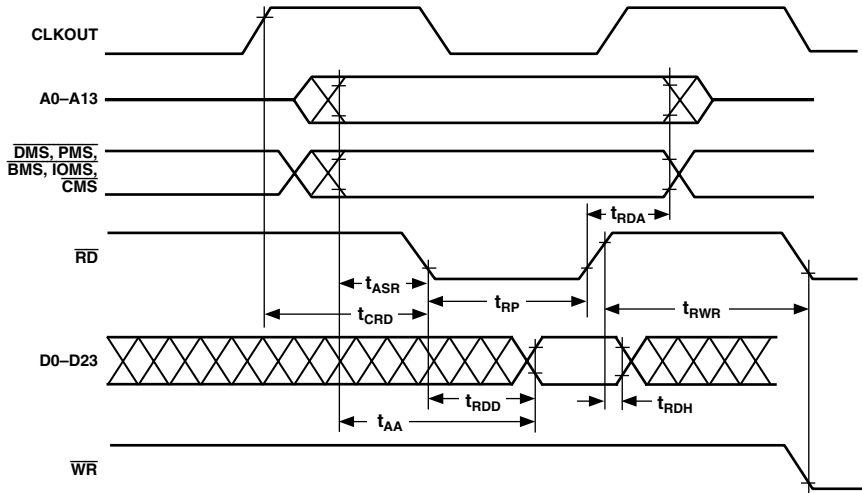 CLKOUT
A0–A13
DMS, PMS,
BMS, IOMS,
CMS
tRDA
RD
tASR
tRP
tCRD
tRWR
D0–D23
tRDD
tRDH
tAA
WR